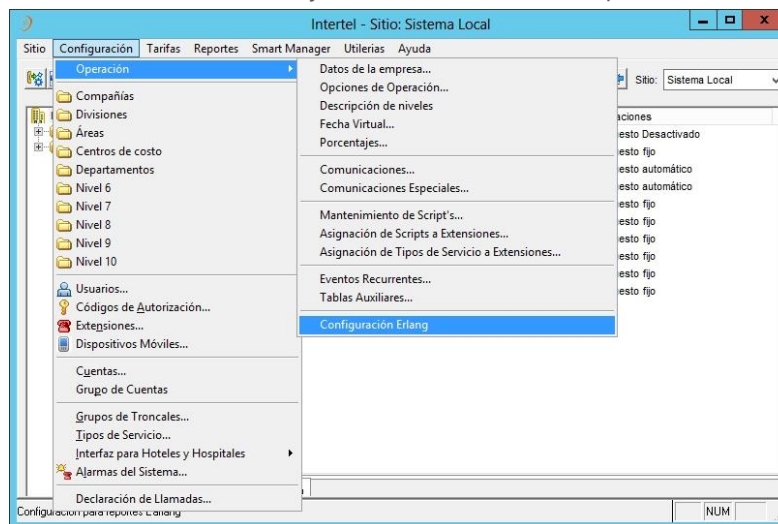 Intertel - Sitio: Sistema Local
Sitio Configuración Tarifas Reportes Smart Manager Utilerias Ayuda
Sitio: Sistema Local
Operación
Compañías
Divisiones
Áreas
Centros de costo
Departamentos
Nivel 6
Nivel 7
Nivel 8
Nivel 9
Nivel 10
Usuarios...
Códigos de Autorización...
Extensiones...
Dispositivos Móviles...
Cuentas...
Grupo de Cuentas
Grupos de Troncales...
Tipos de Servicio...
Interfaz para Hoteles y Hospitales
Alarmas del Sistema...
Declaración de Llamadas...
Datos de la empresa...
Opciones de Operación...
Descripción de niveles
Fecha Virtual...
Porcentajes...
Comunicaciones...
Comunicaciones Especiales...
Mantenimiento de Script's...
Asignación de Scripts a Extensiones...
Asignación de Tipos de Servicio a Extensiones...
Eventos Recurrentes...
Tablas Auxiliares...
Configuración Erlang
aciones
esto Desactivado
esto fijo
esto automático
esto automático
esto fijo
esto fijo
esto fijo
esto fijo
esto fijo
esto fijo
NUM